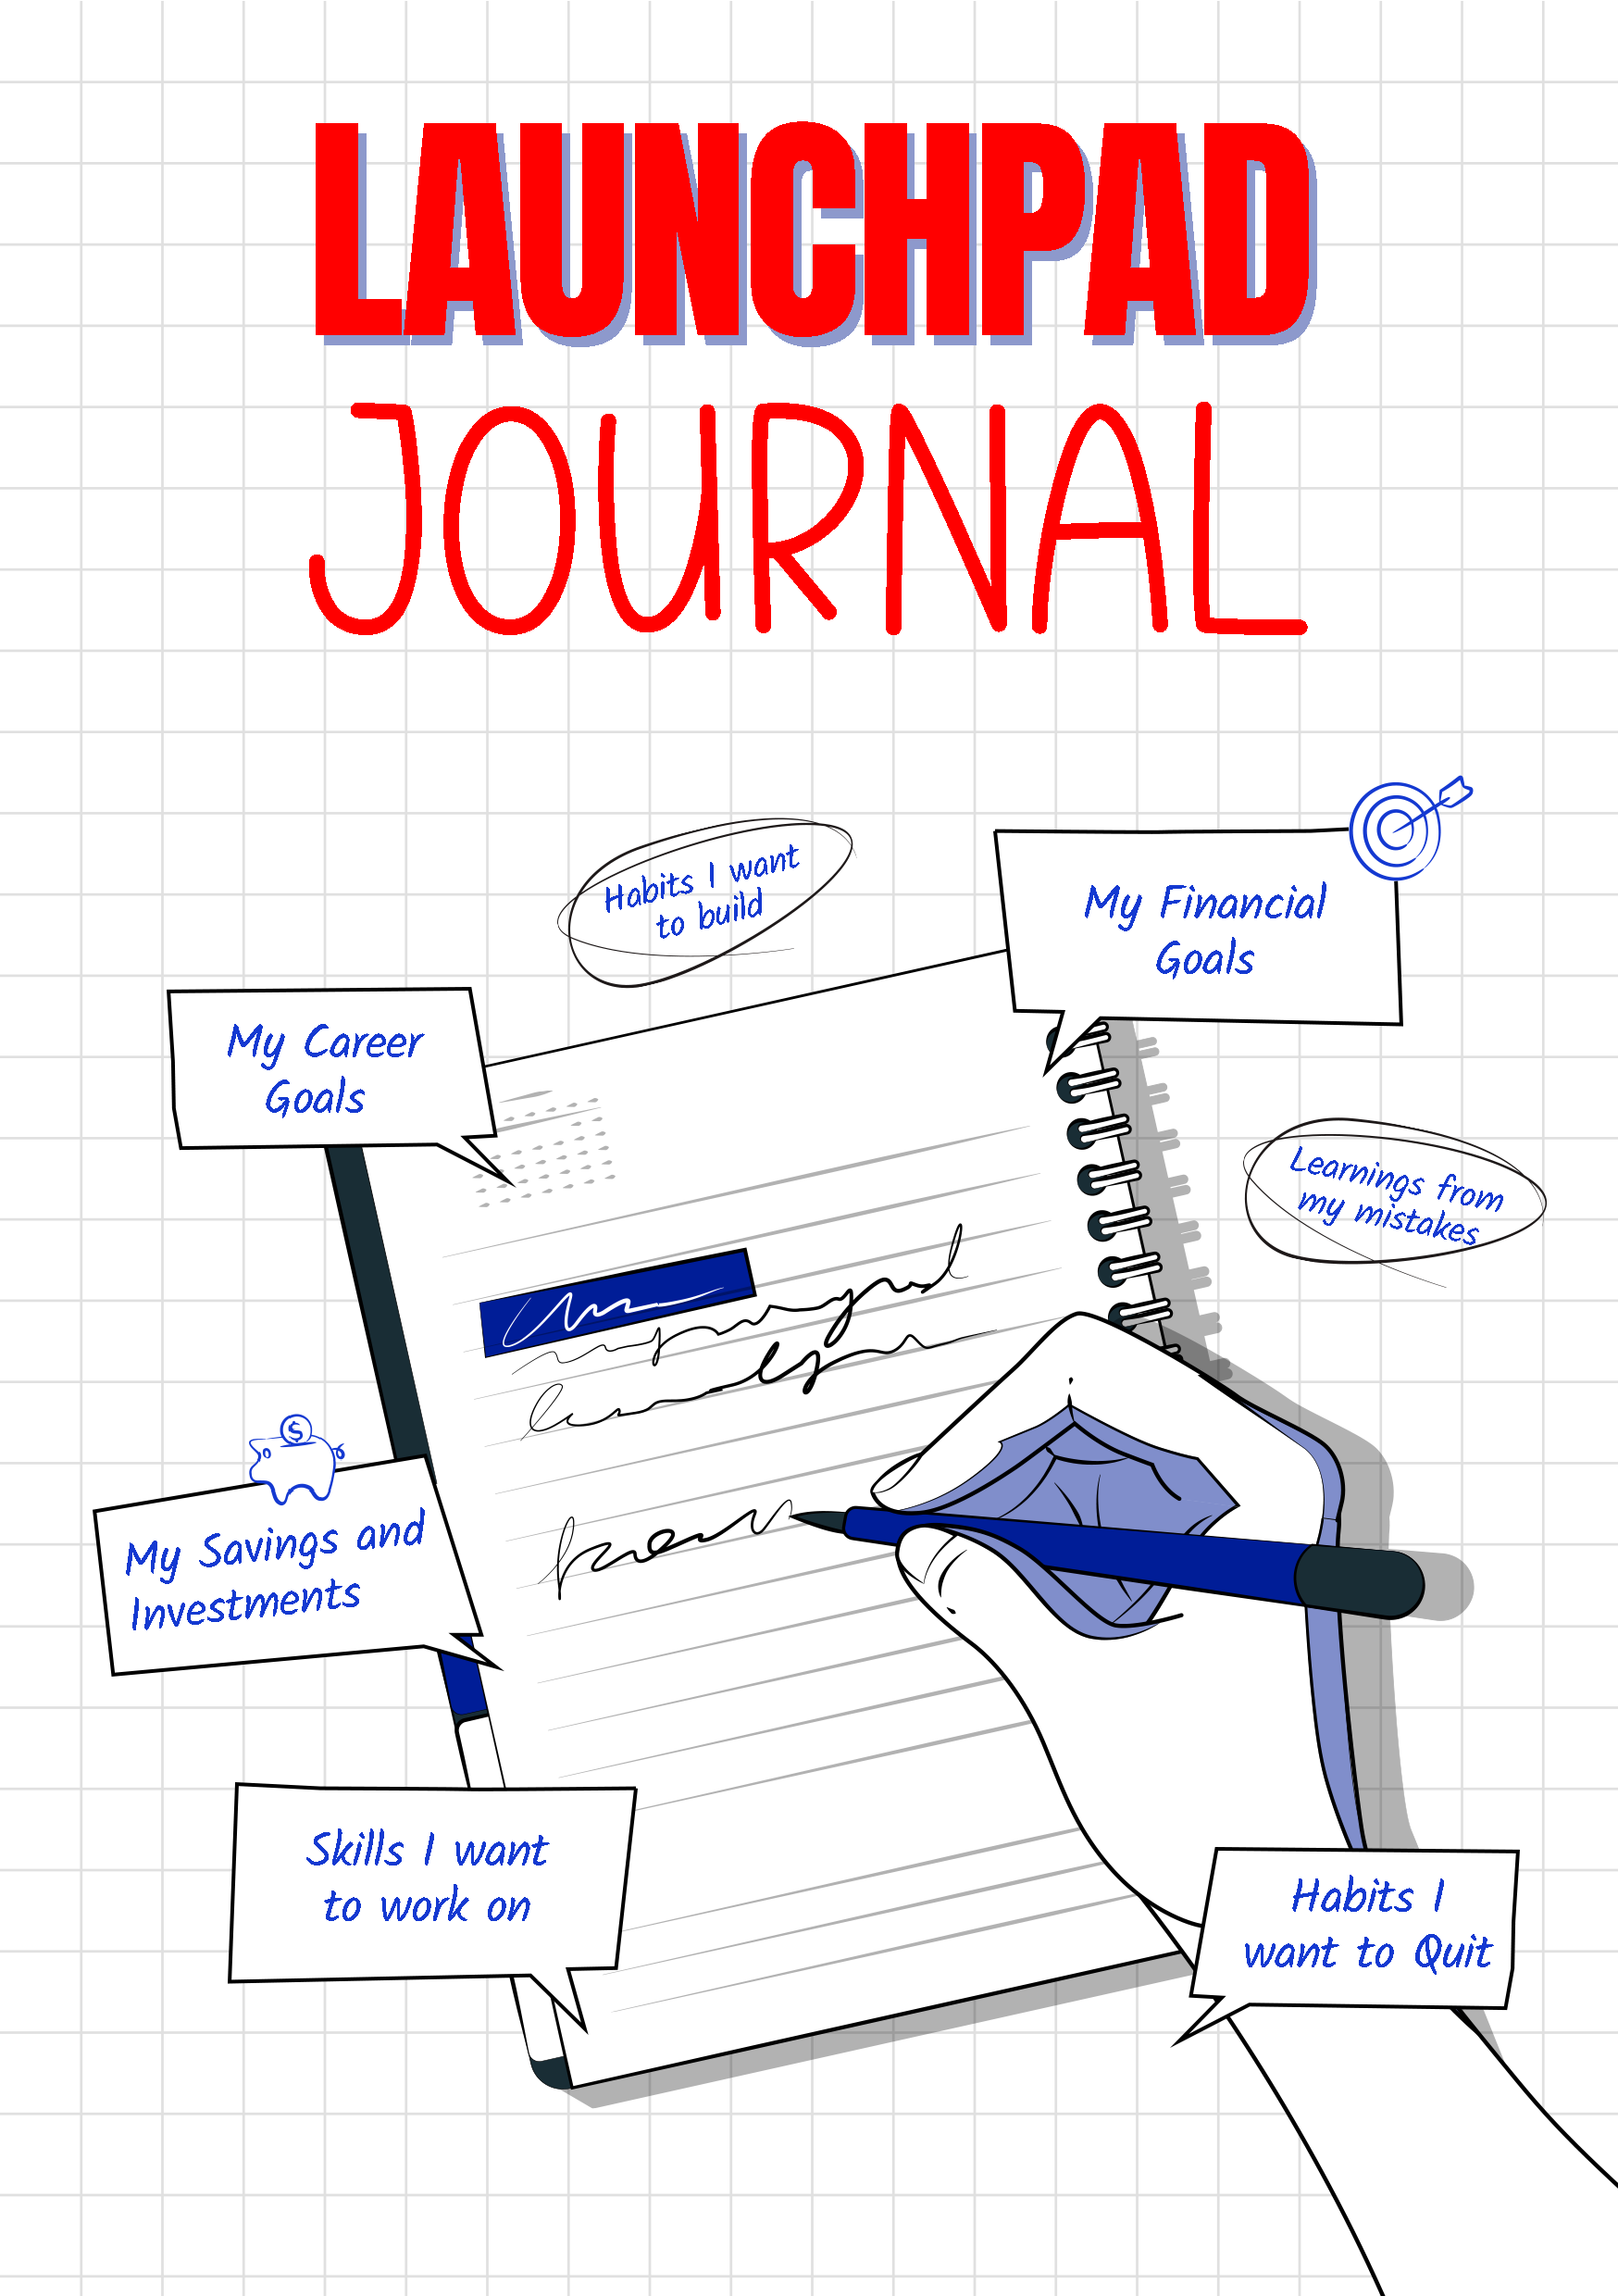 LAUNCHPAD
JOURNAL
Habits I want
to build
My Financial
Goals
My Career
Goals
Learnings from
my mistakes
$
My Savings and
Investments
Skills I want
to work on
Habits I
want to Quit